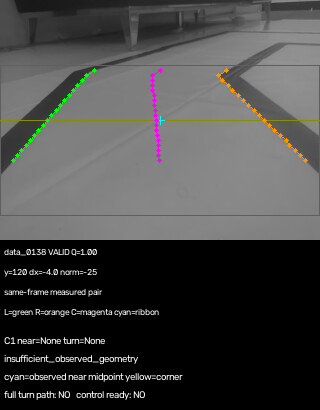 data_0138 VALID Q=1.00
y=120 dx=-4.0 norm=-25
same-frame measured pair
L=green R=orange C=magenta cyan=ribbon
C1 near=None turn=None
insufficient_observed_geometry
cyan=observed near midpoint yellow=corner
full turn path: NO control ready: NO